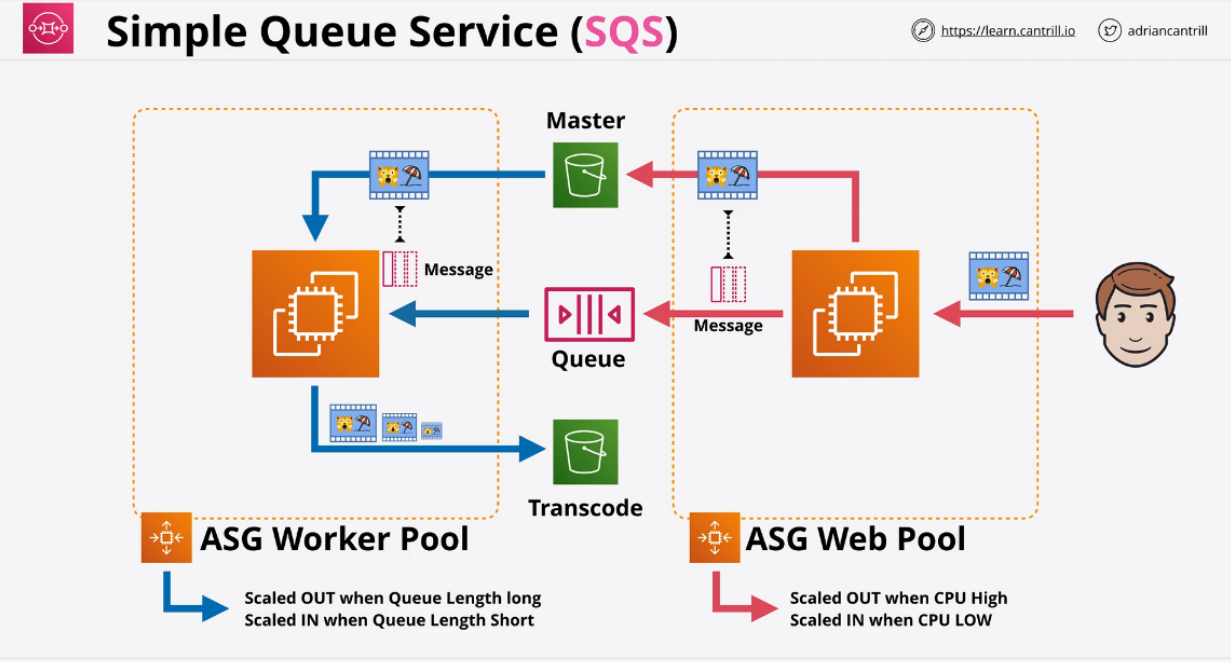 Simple Queue Service (SQS)
https://learn.cantrill.io
adriancantrill
Master
Message
Message
Queue
Transcode
ASG Worker Pool
ASG Web Pool
Scaled OUT when Queue Length long
Scaled IN when Queue Length Short
Scaled OUT when CPU High
Scaled IN when CPU LOW